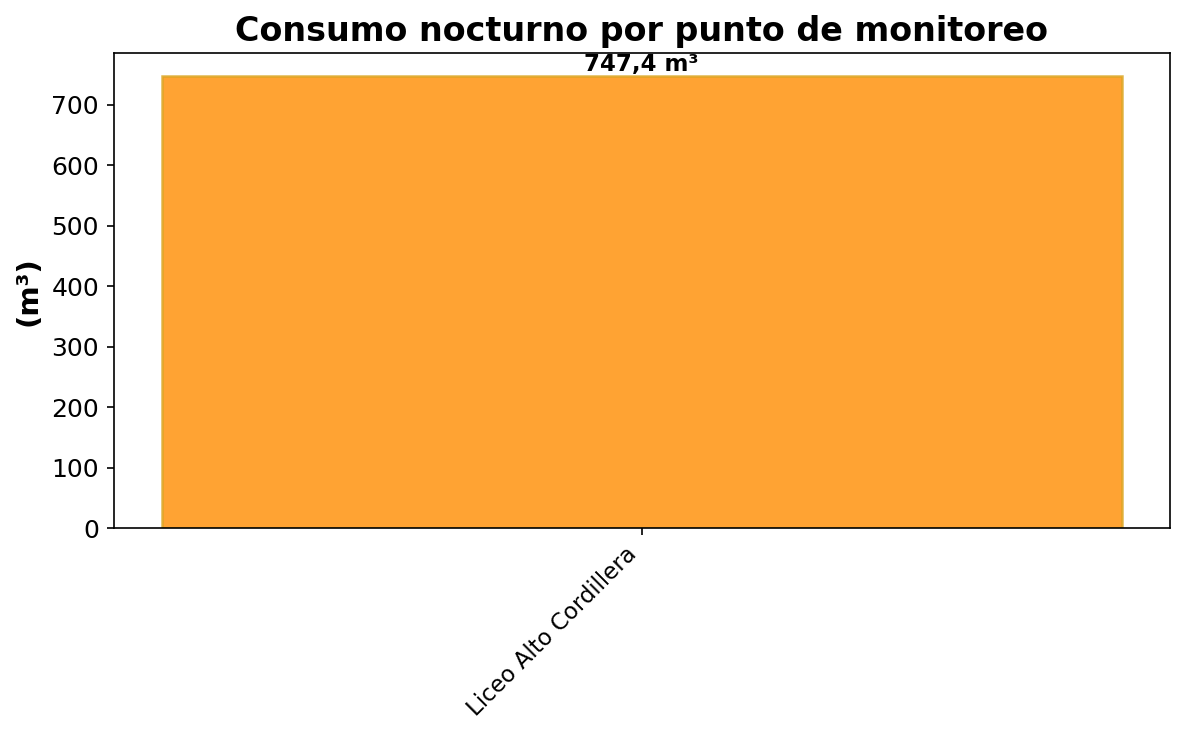 Consumo nocturno por punto de monitoreo
747,4 m³
(m³)
700
600
500
400
300
200
100
0
Liceo Alto Cordillera